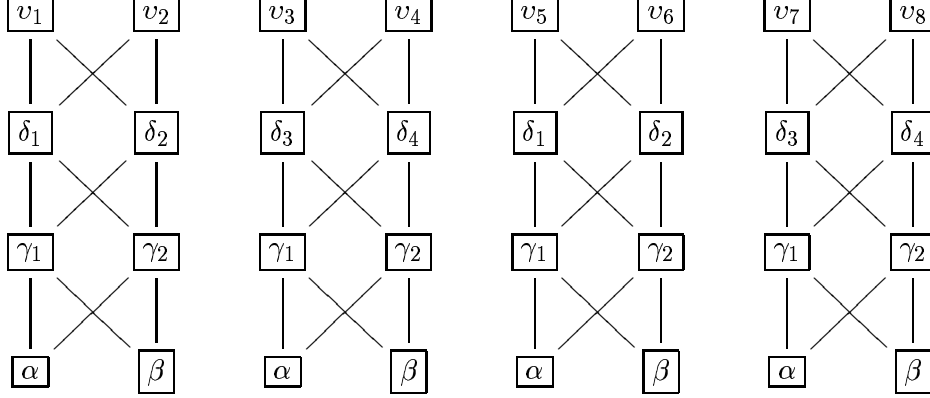 υ₁ υ₂ υ₃ υ₄ υ₅ υ₆ υ₇ υ₈
δ₁ δ₂ δ₃ δ₄ δ₁ δ₂ δ₃ δ₄
γ₁ γ₂ γ₁ γ₂ γ₁ γ₂ γ₁ γ₂
α β α β α β α β